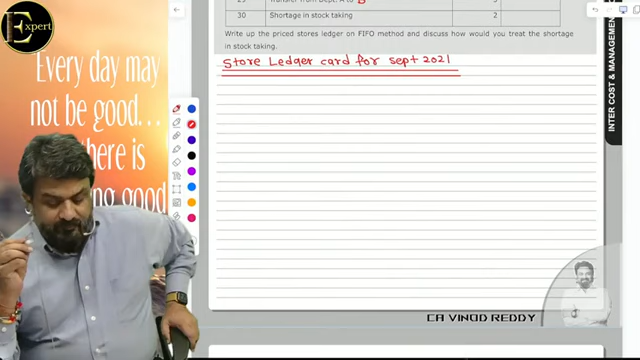 Expert
Every day may
not be good...
there is
ng good
29 Transfer from Dept. A to B 5
30 Shortage in stock taking 2
Write up the priced stores ledger on FIFO method and discuss how would you treat the shortage
in stock taking.
Store Ledger card for sept 2021
INTER COST & MANAGEMENT
CA VINOD REDDY